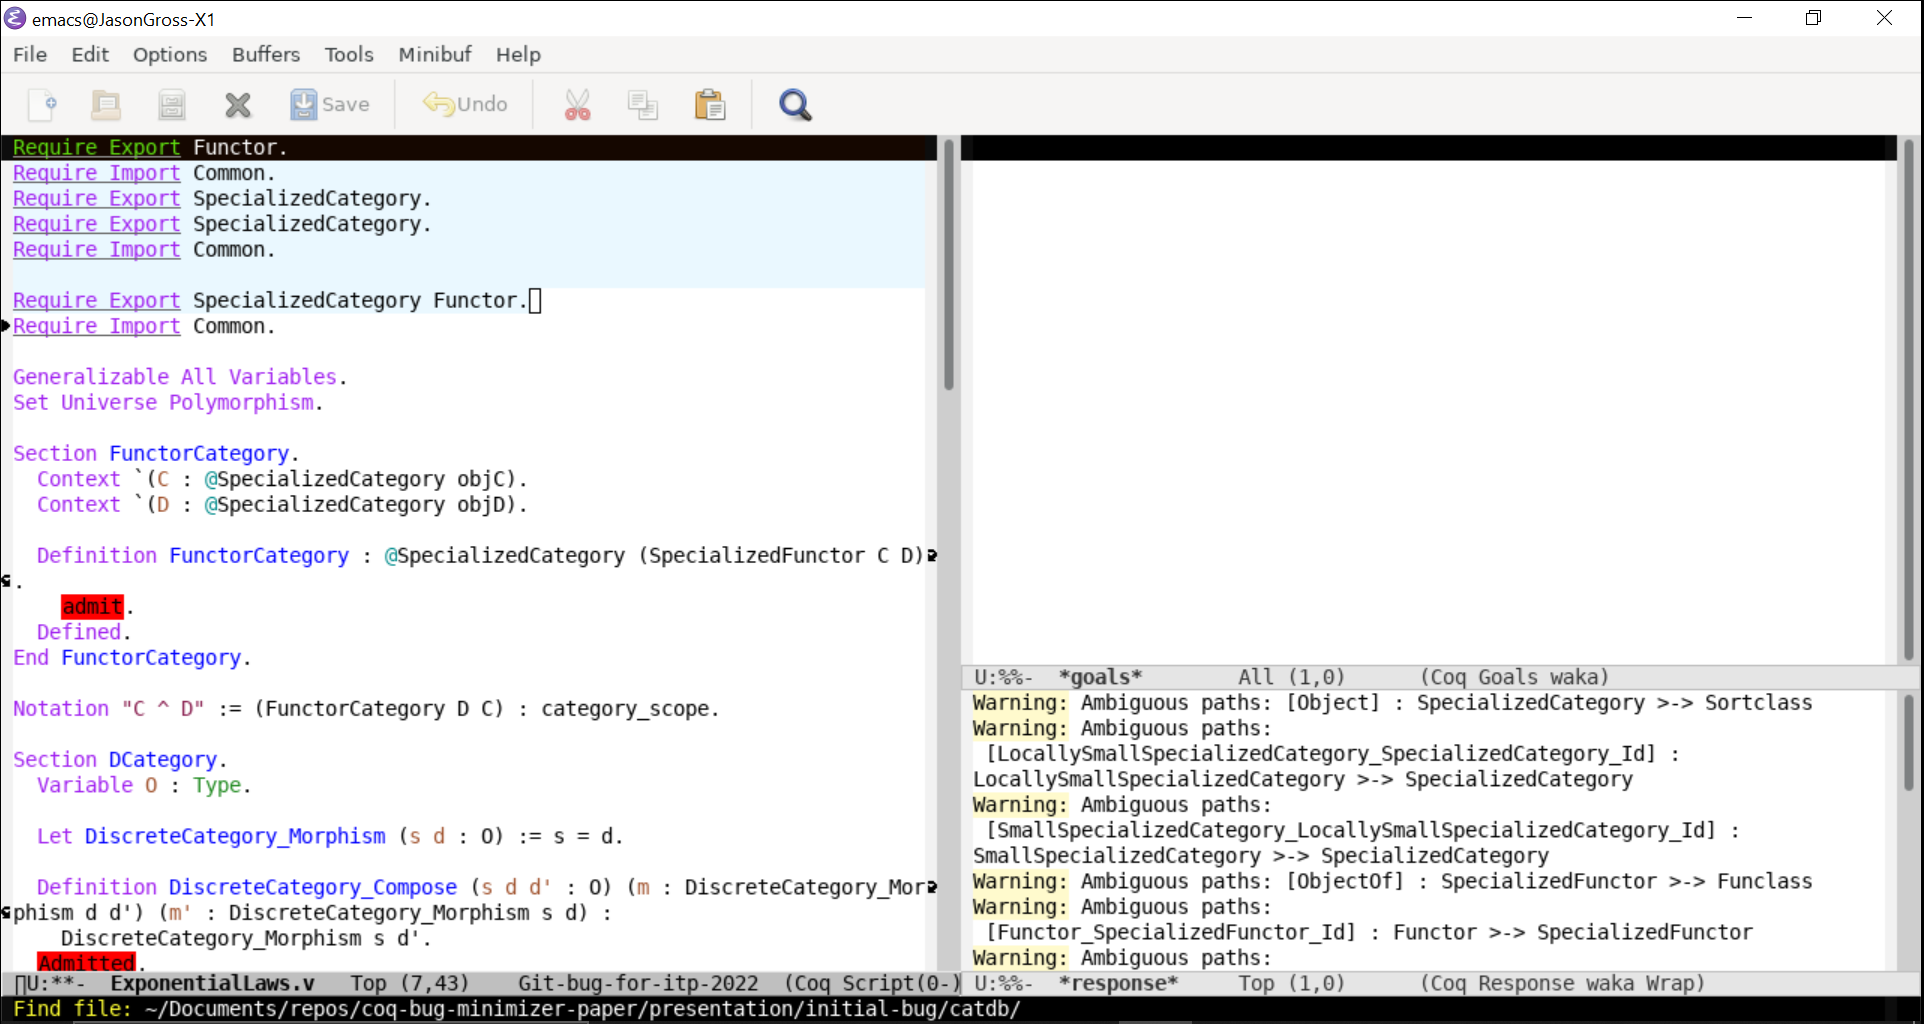 emacs@JasonGross-X1
File Edit Options Buffers Tools Minibuf Help
Save Undo
Require Export Functor.
Require Import Common.
Require Export SpecializedCategory.
Require Export SpecializedCategory.
Require Import Common.
Require Export SpecializedCategory Functor.
Require Import Common.
Generalizable All Variables.
Set Universe Polymorphism.
Section FunctorCategory.
  Context `(C : @SpecializedCategory objC).
  Context `(D : @SpecializedCategory objD).
  Definition FunctorCategory : @SpecializedCategory (SpecializedFunctor C D)
.
    admit.
  Defined.
End FunctorCategory.
Notation "C ^ D" := (FunctorCategory D C) : category_scope.
Section DCategory.
  Variable O : Type.
  Let DiscreteCategory_Morphism (s d : O) := s = d.
  Definition DiscreteCategory_Compose (s d d' : O) (m : DiscreteCategory_Mor
phism d d') (m' : DiscreteCategory_Morphism s d) :
    DiscreteCategory_Morphism s d'.
  Admitted.
U:**-  ExponentialLaws.v   Top (7,43)    Git-bug-for-itp-2022  (Coq Script(0-)
U:%%-  *goals*        All (1,0)      (Coq Goals waka)
Warning: Ambiguous paths: [Object] : SpecializedCategory >-> Sortclass
Warning: Ambiguous paths:
 [LocallySmallSpecializedCategory_SpecializedCategory_Id] :
LocallySmallSpecializedCategory >-> SpecializedCategory
Warning: Ambiguous paths:
 [SmallSpecializedCategory_LocallySmallSpecializedCategory_Id] :
SmallSpecializedCategory >-> SpecializedCategory
Warning: Ambiguous paths: [ObjectOf] : SpecializedFunctor >-> Funclass
Warning: Ambiguous paths:
 [Functor_SpecializedFunctor_Id] : Functor >-> SpecializedFunctor
Warning: Ambiguous paths:
U:%%-  *response*     Top (1,0)      (Coq Response waka Wrap)
Find file: ~/Documents/repos/coq-bug-minimizer-paper/presentation/initial-bug/catdb/